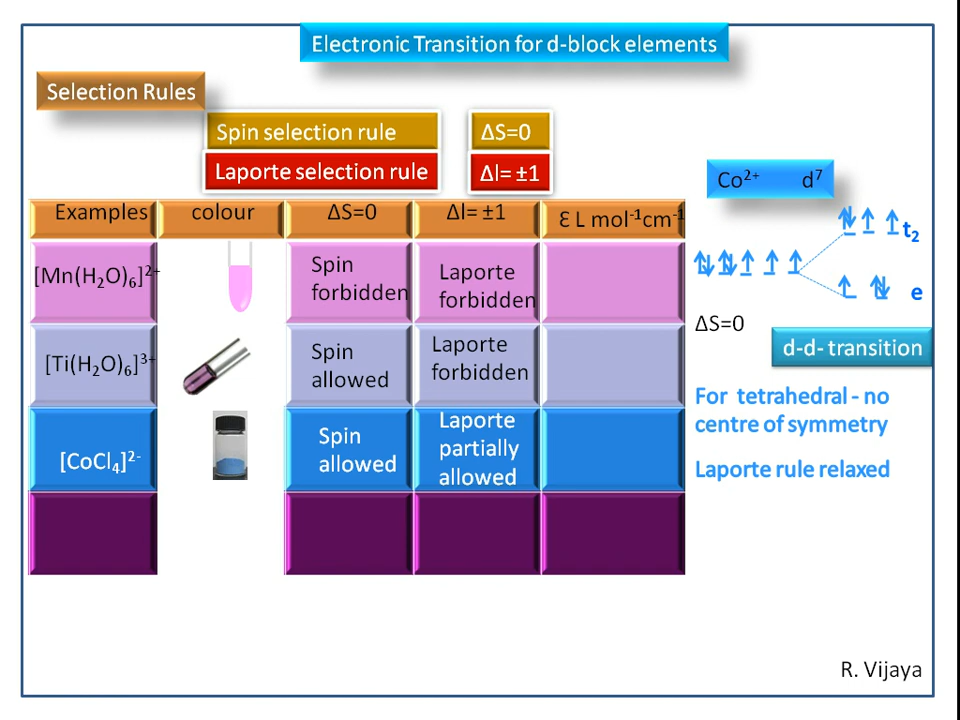 Electronic Transition for d-block elements
Selection Rules
Spin selection rule ΔS=0
Laporte selection rule Δl= ±1
Co²⁺ d⁷
Examples colour ΔS=0 Δl= ±1 Ɛ L mol⁻¹cm⁻¹
t₂
e
[Mn(H₂O)₆]²⁺
Spin
forbidden
Laporte
forbidden
ΔS=0
d-d- transition
[Ti(H₂O)₆]³⁺
Spin
allowed
Laporte
forbidden
For tetrahedral - no
centre of symmetry
Laporte rule relaxed
[CoCl₄]²⁻
Spin
allowed
Laporte
partially
allowed
R. Vijaya